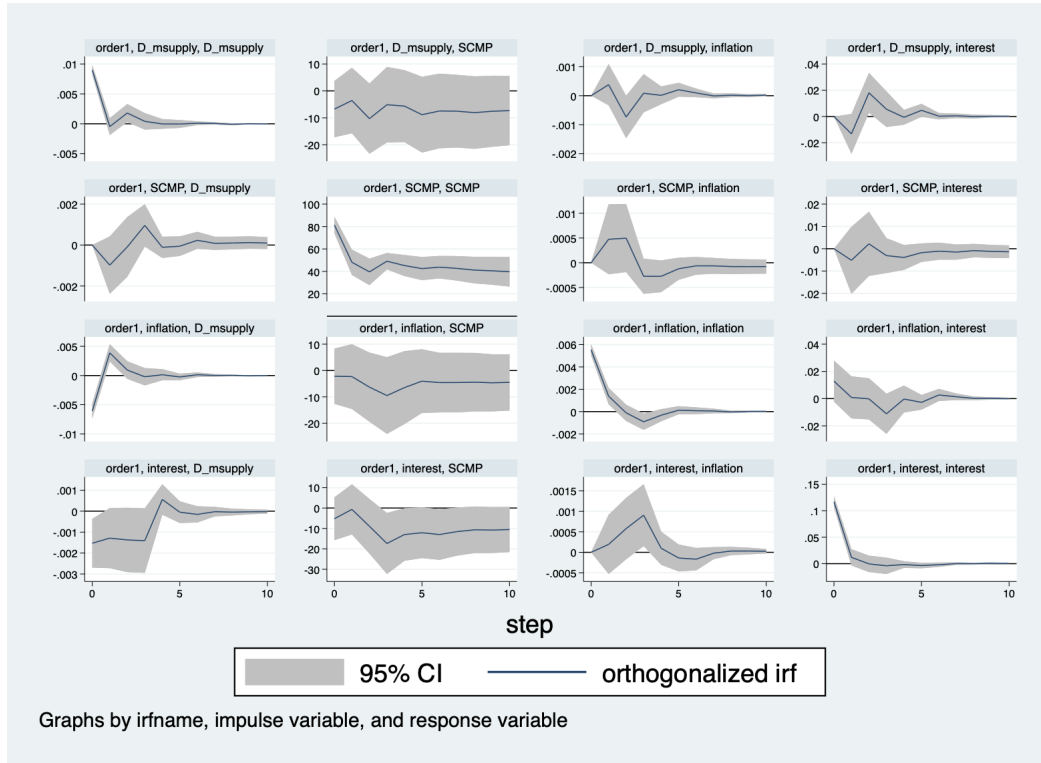 order1, D_msupply, D_msupply
order1, D_msupply, SCMP
order1, D_msupply, inflation
order1, D_msupply, interest
.01
.005
0
-.005
10
0
-10
-20
.001
0
-.001
-.002
.04
.02
0
-.02
order1, SCMP, D_msupply
order1, SCMP, SCMP
order1, SCMP, inflation
order1, SCMP, interest
.002
0
-.002
100
80
60
40
20
.001
.0005
0
-.0005
.02
.01
0
-.01
-.02
order1, inflation, D_msupply
order1, inflation, SCMP
order1, inflation, inflation
order1, inflation, interest
.005
0
-.005
-.01
10
0
-10
-20
.006
.004
.002
0
-.002
.04
.02
0
-.02
order1, interest, D_msupply
order1, interest, SCMP
order1, interest, inflation
order1, interest, interest
.001
0
-.001
-.002
-.003
10
0
-10
-20
-30
.0015
.001
.0005
0
-.0005
.15
.1
.05
0
0 5 10
0 5 10
0 5 10
0 5 10
step
95% CI
orthogonalized irf
Graphs by irfname, impulse variable, and response variable